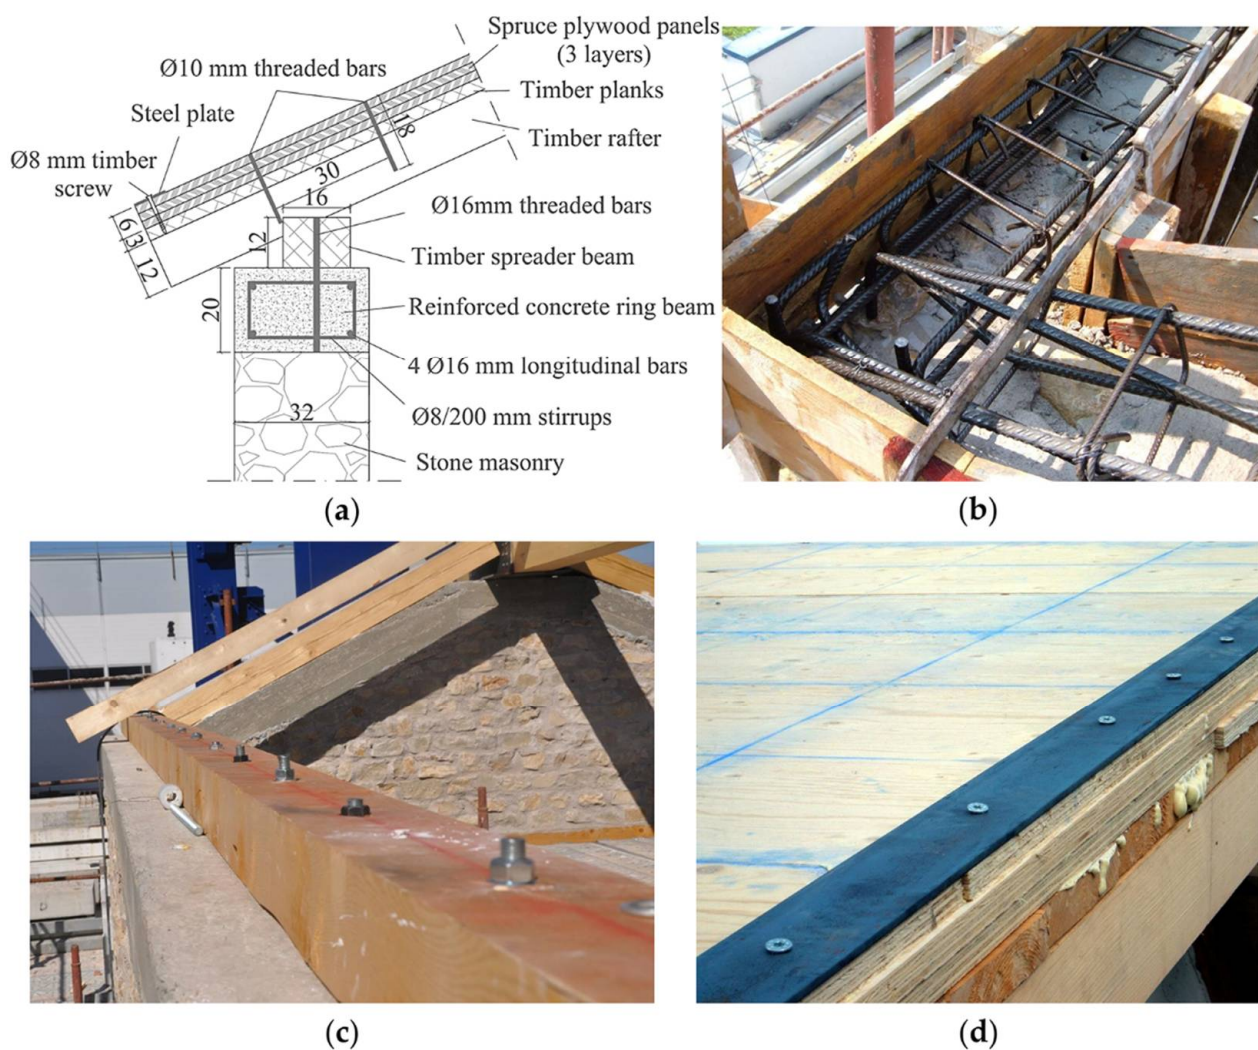 Spruce plywood panels
(3 layers)
Ø10 mm threaded bars
Timber planks
Steel plate
18
Timber rafter
Ø8 mm timber
screw
30
16
Ø16mm threaded bars
6
3
12
12
Timber spreader beam
20
Reinforced concrete ring beam
4 Ø16 mm longitudinal bars
32
Ø8/200 mm stirrups
Stone masonry
(a)
(b)
(c)
(d)